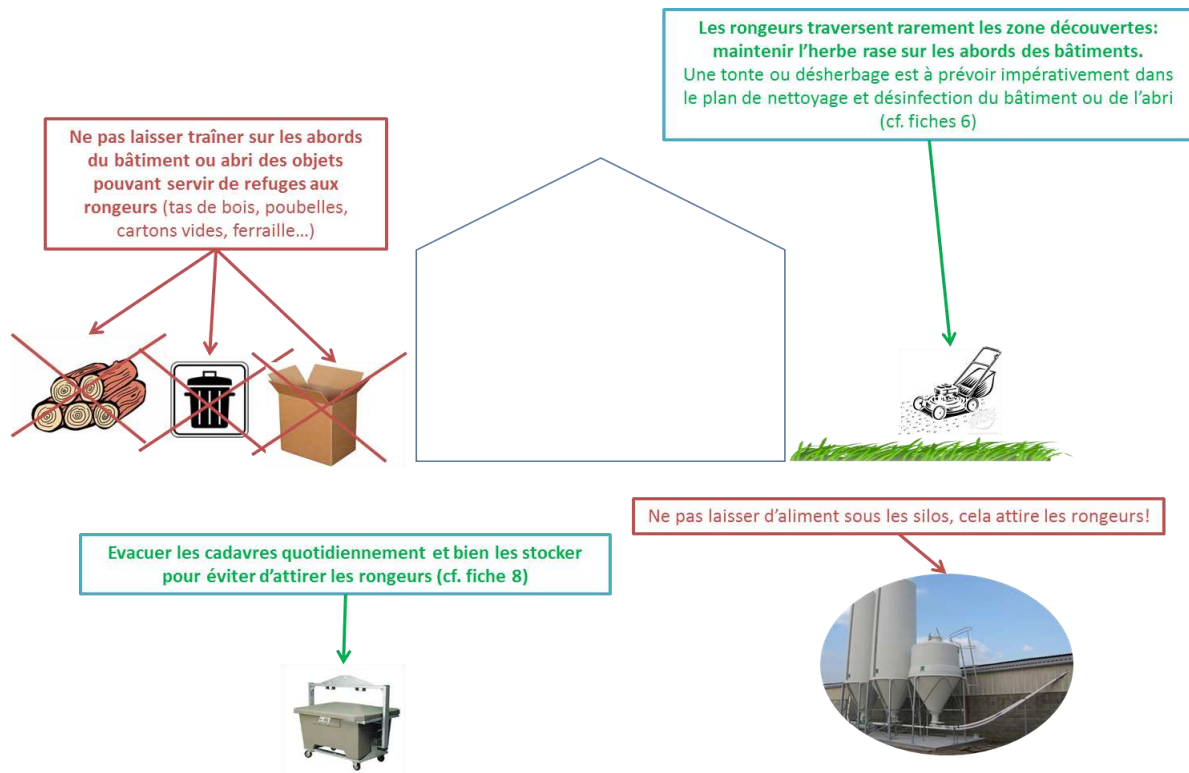 Les rongeurs traversent rarement les zone découvertes:
maintenir l'herbe rase sur les abords des bâtiments.
Une tonte ou désherbage est à prévoir impérativement dans
le plan de nettoyage et désinfection du bâtiment ou de l'abri
(cf. fiches 6)
Ne pas laisser traîner sur les abords
du bâtiment ou abri des objets
pouvant servir de refuges aux
rongeurs (tas de bois, poubelles,
cartons vides, ferraille…)
Ne pas laisser d'aliment sous les silos, cela attire les rongeurs!
Evacuer les cadavres quotidiennement et bien les stocker
pour éviter d'attirer les rongeurs (cf. fiche 8)